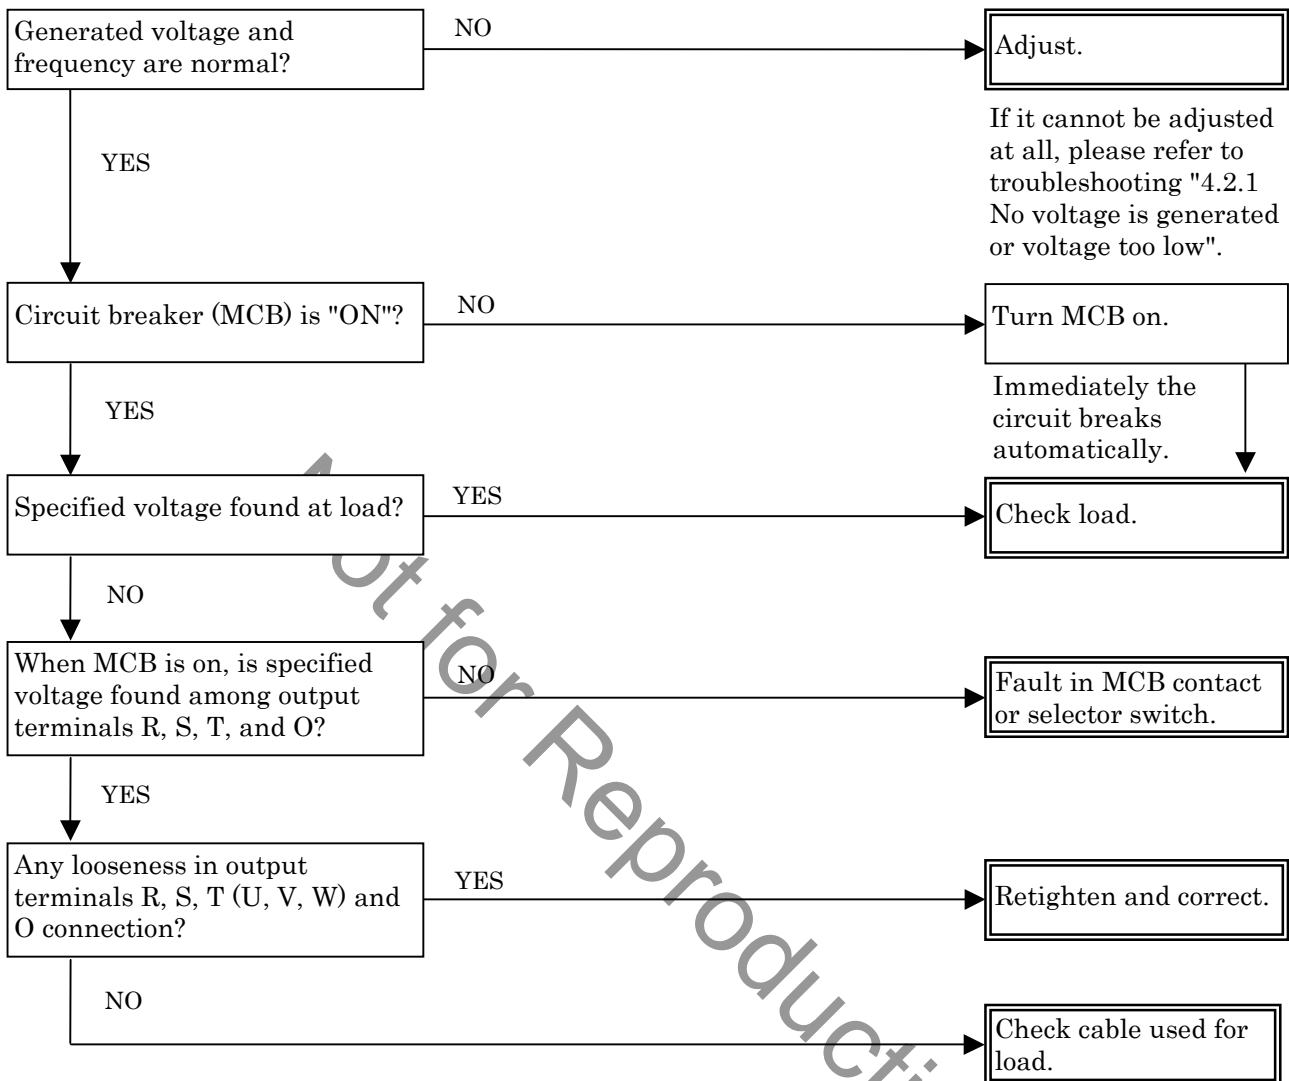 Generated voltage and
frequency are normal?
NO
Adjust.
If it cannot be adjusted
at all, please refer to
troubleshooting "4.2.1
No voltage is generated
or voltage too low".
YES
Circuit breaker (MCB) is "ON"?
NO
Turn MCB on.
Immediately the
circuit breaks
automatically.
YES
Specified voltage found at load?
YES
Check load.
NO
When MCB is on, is specified
voltage found among output
terminals R, S, T, and O?
NO
Fault in MCB contact
or selector switch.
YES
Any looseness in output
terminals R, S, T (U, V, W) and
O connection?
YES
Retighten and correct.
NO
Check cable used for
load.
Not for Reproducti